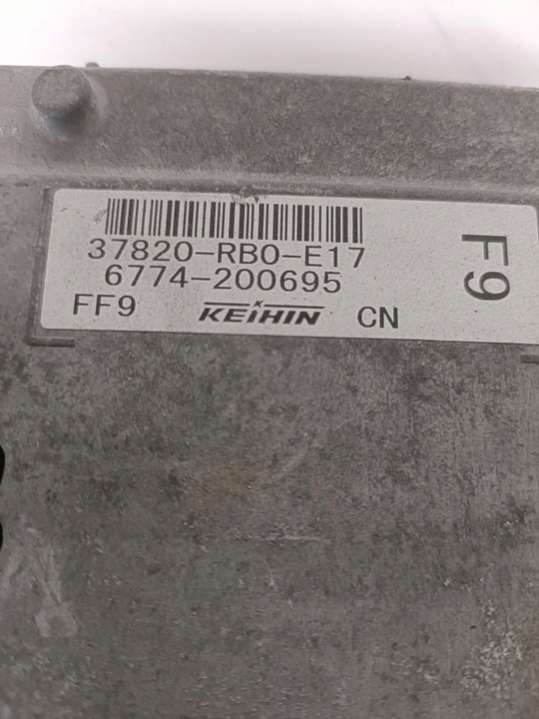 37820-RB0-E17
6774-200695
FF9 KEIHIN CN
F9